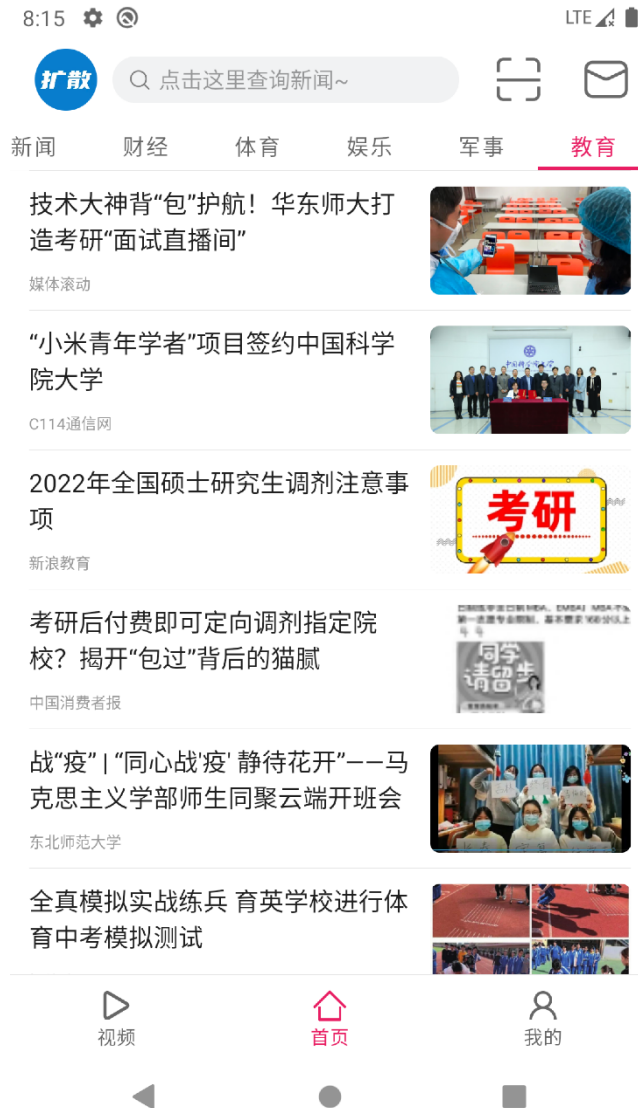 8:15
LTE
扩散
点击这里查询新闻~
新闻 财经 体育 娱乐 军事 教育
技术大神背“包”护航！华东师大打
造考研“面试直播间”
媒体滚动
“小米青年学者”项目签约中国科学
院大学
C114通信网
中国科学院大学
2022年全国硕士研究生调剂注意事
项
新浪教育
考研
考研后付费即可定向调剂指定院
校？揭开“包过”背后的猫腻
中国消费者报
同学
请留步
战“疫” | “同心战'疫' 静待花开”——马
克思主义学部师生同聚云端开班会
东北师范大学
全真模拟实战练兵 育英学校进行体
育中考模拟测试
视频 首页 我的